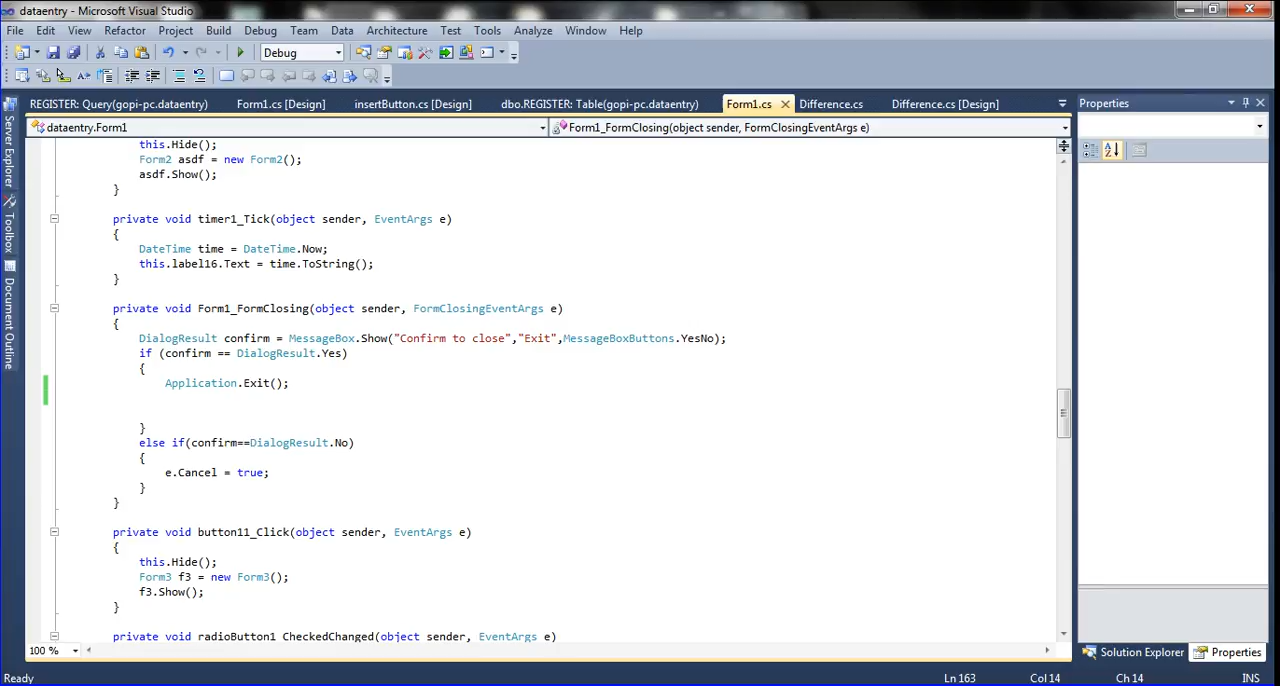 dataentry - Microsoft Visual Studio
File Edit View Refactor Project Build Debug Team Data Tools Architecture Test Analyze Window Help
Debug
REGISTER: Query(gopi-pc.dataentry) Form1.cs [Design] insertButton.cs [Design] dbo.REGISTER: Table(gopi-pc.dataentry) Form1.cs Difference.cs Difference.cs [Design]
Properties
dataentry.Form1
Form1_FormClosing(object sender, FormClosingEventArgs e)
Server Explorer
Toolbox
Document Outline
this.Hide();
Form2 asdf = new Form2();
asdf.Show();
}
private void timer1_Tick(object sender, EventArgs e)
{
DateTime time = DateTime.Now;
this.label16.Text = time.ToString();
}
private void Form1_FormClosing(object sender, FormClosingEventArgs e)
{
DialogResult confirm = MessageBox.Show("Confirm to close","Exit",MessageBoxButtons.YesNo);
if (confirm == DialogResult.Yes)
{
Application.Exit();
}
else if(confirm==DialogResult.No)
{
e.Cancel = true;
}
}
private void button11_Click(object sender, EventArgs e)
{
this.Hide();
Form3 f3 = new Form3();
f3.Show();
}
private void radioButton1_CheckedChanged(object sender, EventArgs e)
100 %
Solution Explorer
Properties
Ready
Ln 163 Col 14 Ch 14 INS